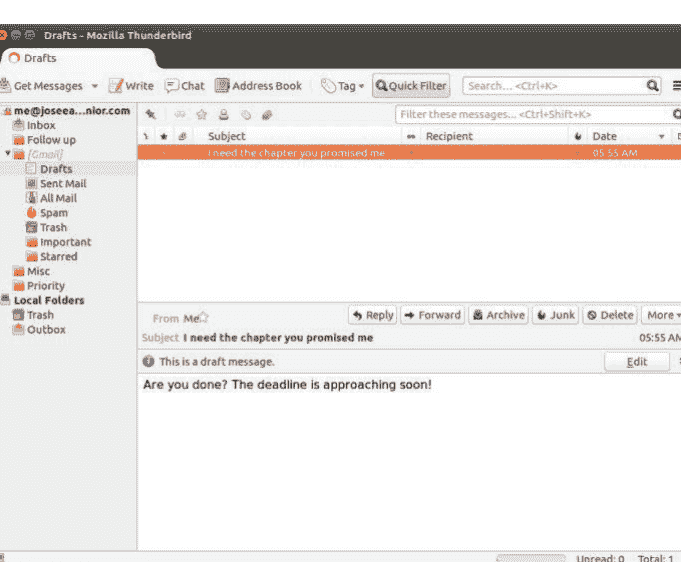 Drafts - Mozilla Thunderbird
Drafts
Get Messages Write Chat Address Book Tag Quick Filter Search... <Ctrl+K>
me@joseea...nior.com
Filter these messages... <Ctrl+Shift+K>
Inbox
Follow up
Subject Recipient Date
[Gmail]
I need the chapter you promised me 05:55 AM
Drafts
Sent Mail
All Mail
Spam
Trash
Important
Starred
Misc
Priority
Local Folders
Trash
Outbox
From Me Reply Forward Archive Junk Delete More
Subject I need the chapter you promised me 05:55 AM
This is a draft message. Edit
Are you done? The deadline is approaching soon!
Unread: 0 Total: 1